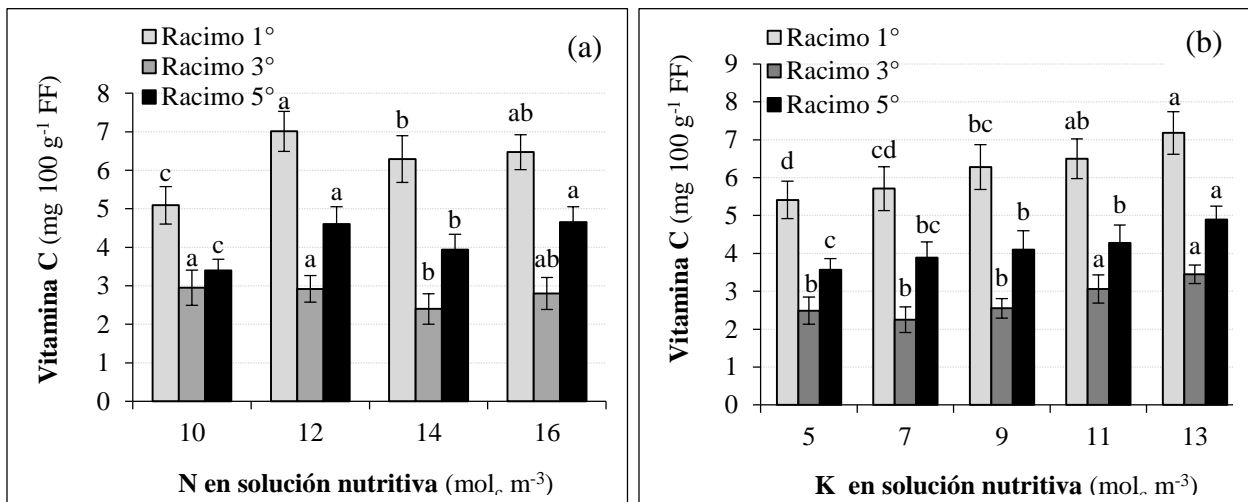 Racimo 1°
Racimo 3°
Racimo 5°
(a)
Vitamina C (mg 100 g⁻¹ FF)
8
7
6
5
4
3
2
1
0
c
a
c
a
a
a
b
b
b
ab
ab
a
10 12 14 16
N en solución nutritiva (mol꜀ m⁻³)
Racimo 1°
Racimo 3°
Racimo 5°
(b)
Vitamina C (mg 100 g⁻¹ FF)
9
8
7
6
5
4
3
2
1
0
d
b
c
cd
b
bc
bc
b
b
ab
a
b
a
a
a
5 7 9 11 13
K en solución nutritiva (mol꜀ m⁻³)